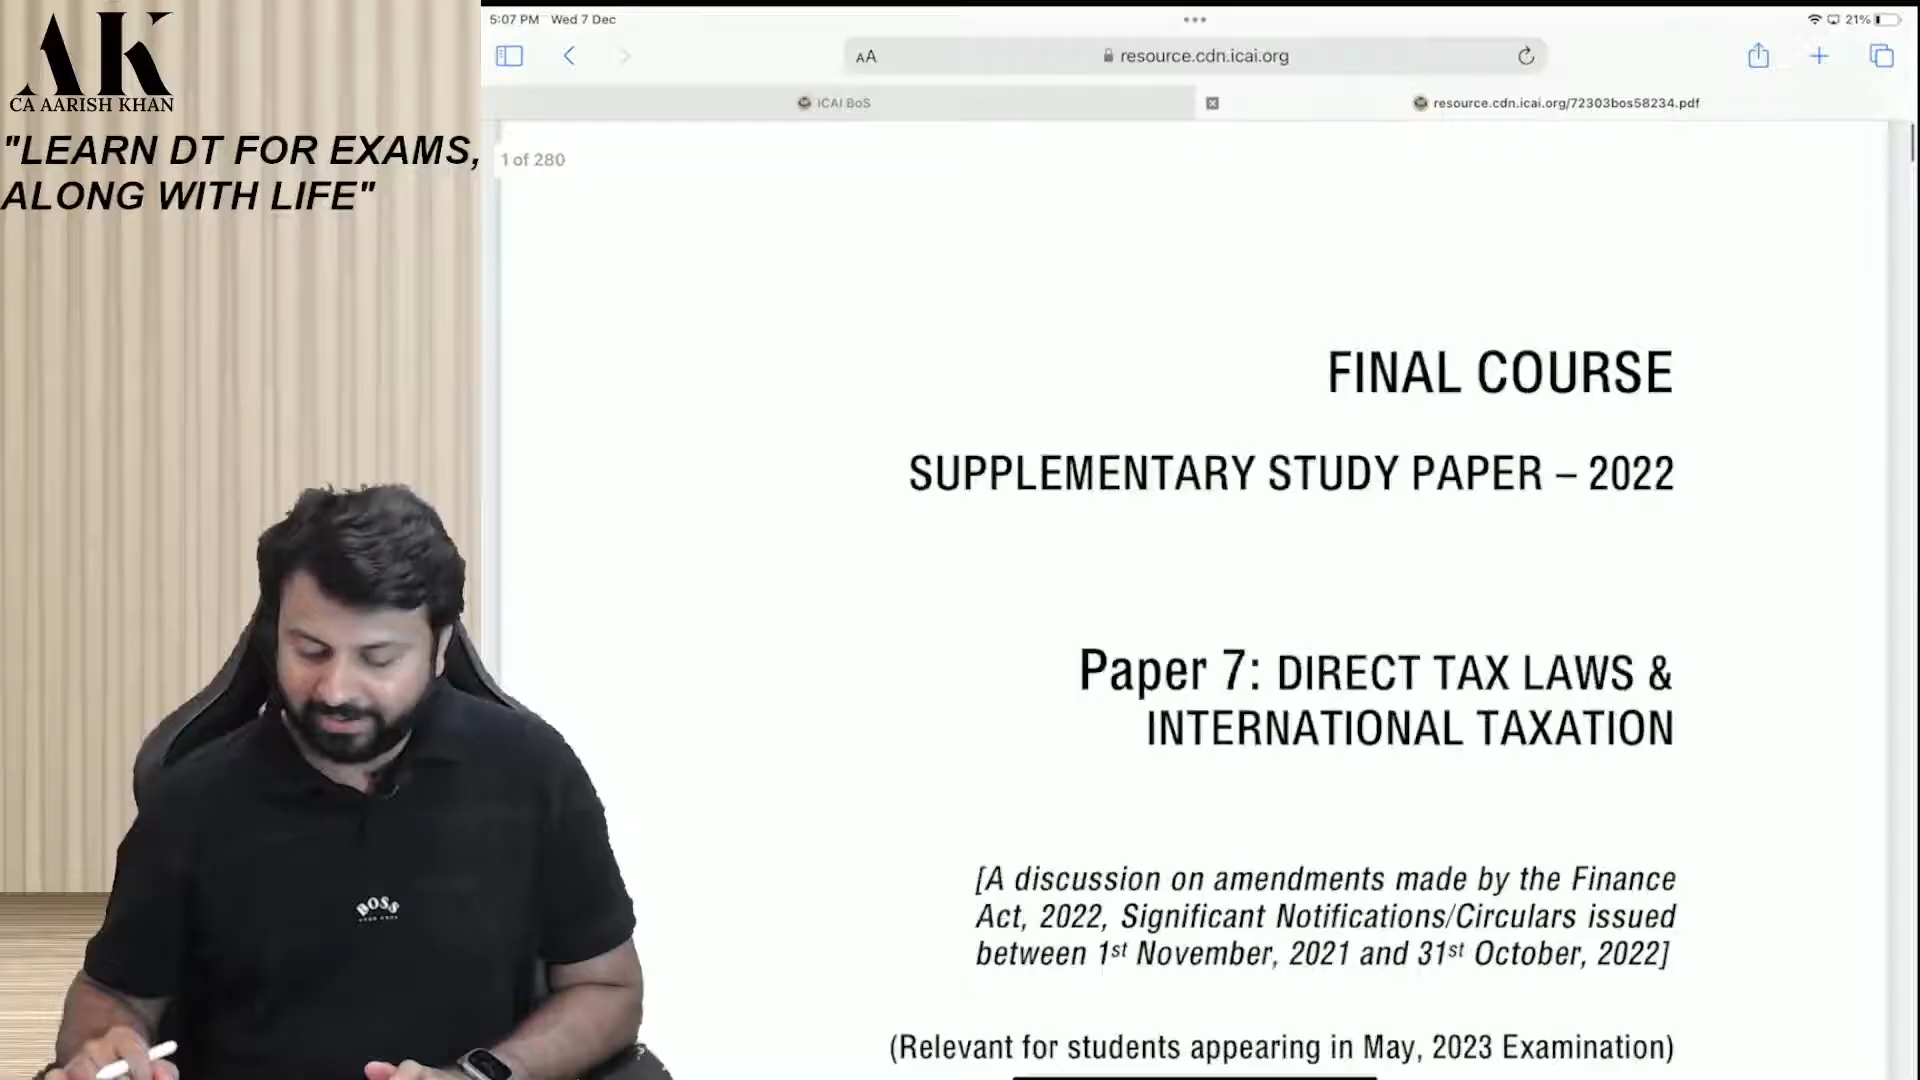 AK
CA AARISH KHAN
"LEARN DT FOR EXAMS,
ALONG WITH LIFE"
5:07 PM Wed 7 Dec
21%
AA
resource.cdn.icai.org
ICAI BoS
resource.cdn.icai.org/72303bos58234.pdf
1 of 280
FINAL COURSE
SUPPLEMENTARY STUDY PAPER – 2022
Paper 7: DIRECT TAX LAWS &
INTERNATIONAL TAXATION
[A discussion on amendments made by the Finance
Act, 2022, Significant Notifications/Circulars issued
between 1st November, 2021 and 31st October, 2022]
(Relevant for students appearing in May, 2023 Examination)
BOSS